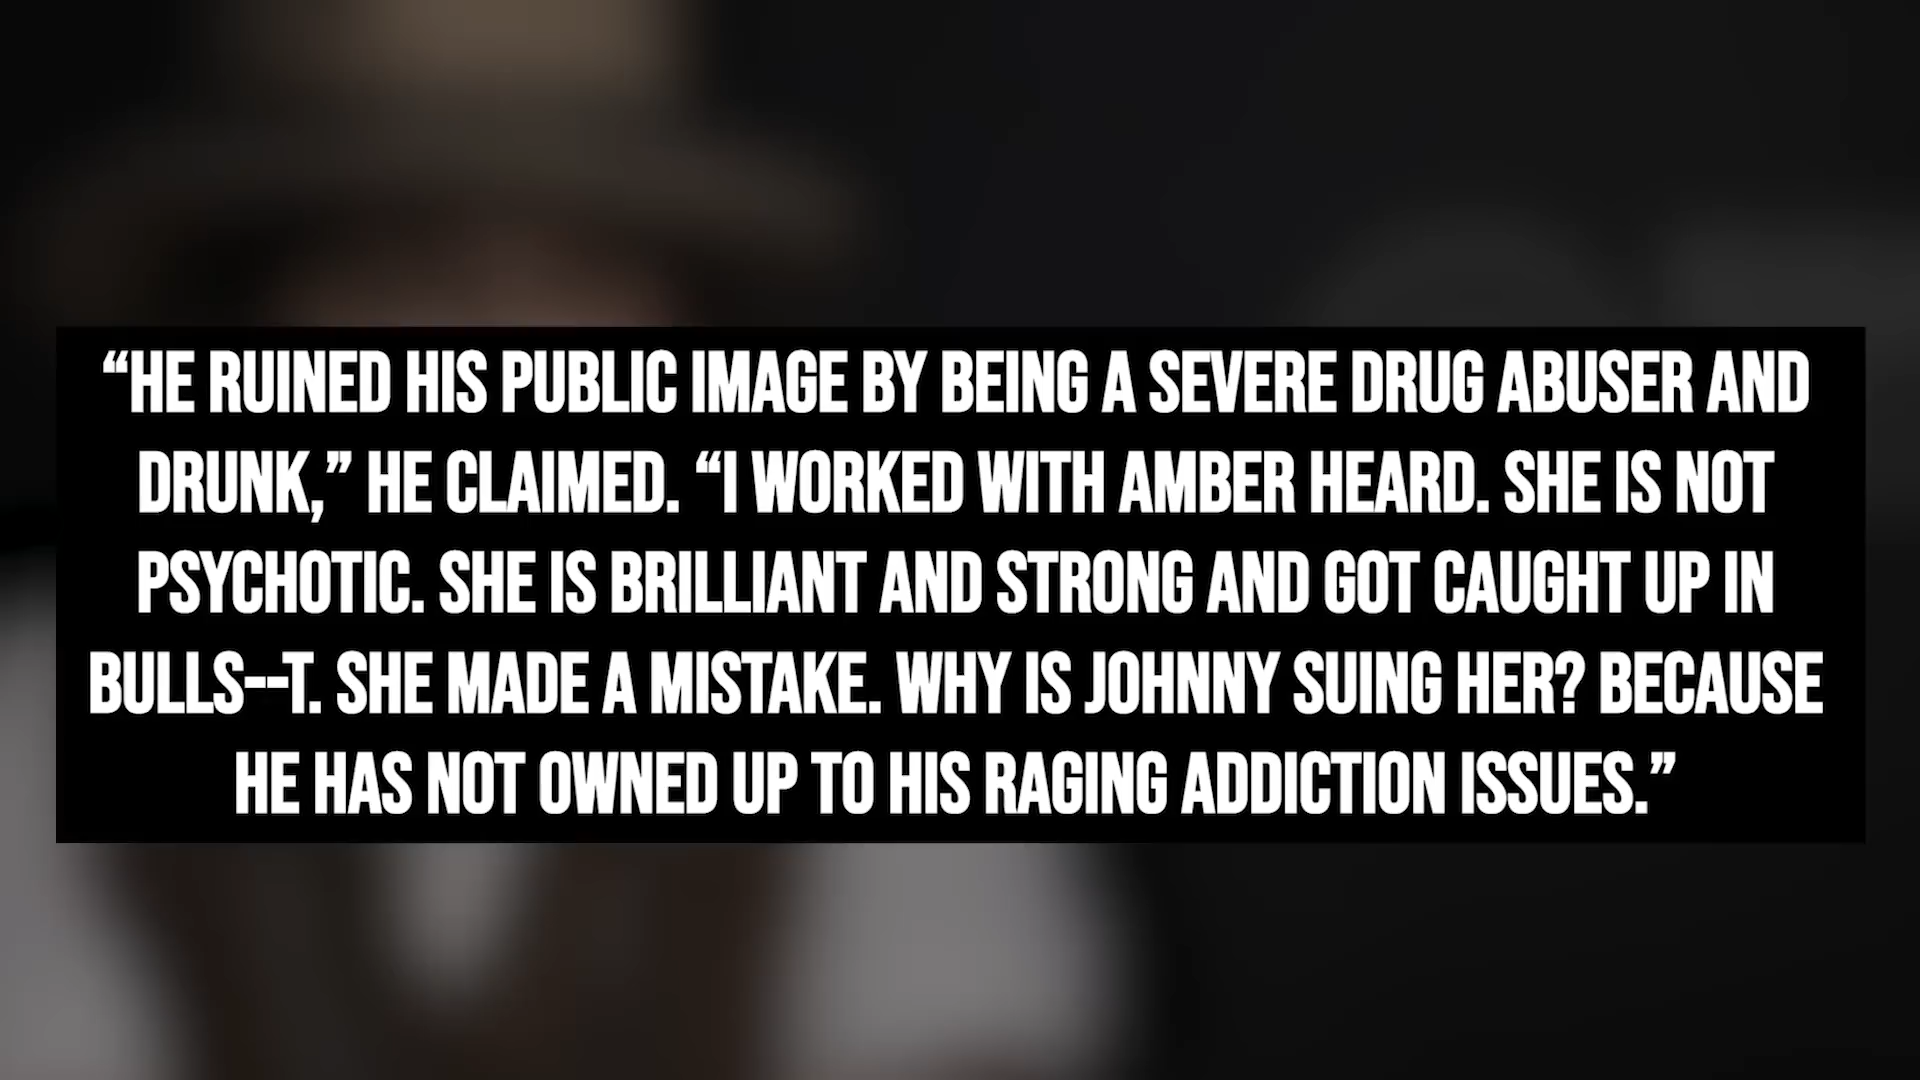 “HE RUINED HIS PUBLIC IMAGE BY BEING A SEVERE DRUG ABUSER AND
DRUNK,” HE CLAIMED. “I WORKED WITH AMBER HEARD. SHE IS NOT
PSYCHOTIC. SHE IS BRILLIANT AND STRONG AND GOT CAUGHT UP IN
BULLS--T. SHE MADE A MISTAKE. WHY IS JOHNNY SUING HER? BECAUSE
HE HAS NOT OWNED UP TO HIS RAGING ADDICTION ISSUES.”